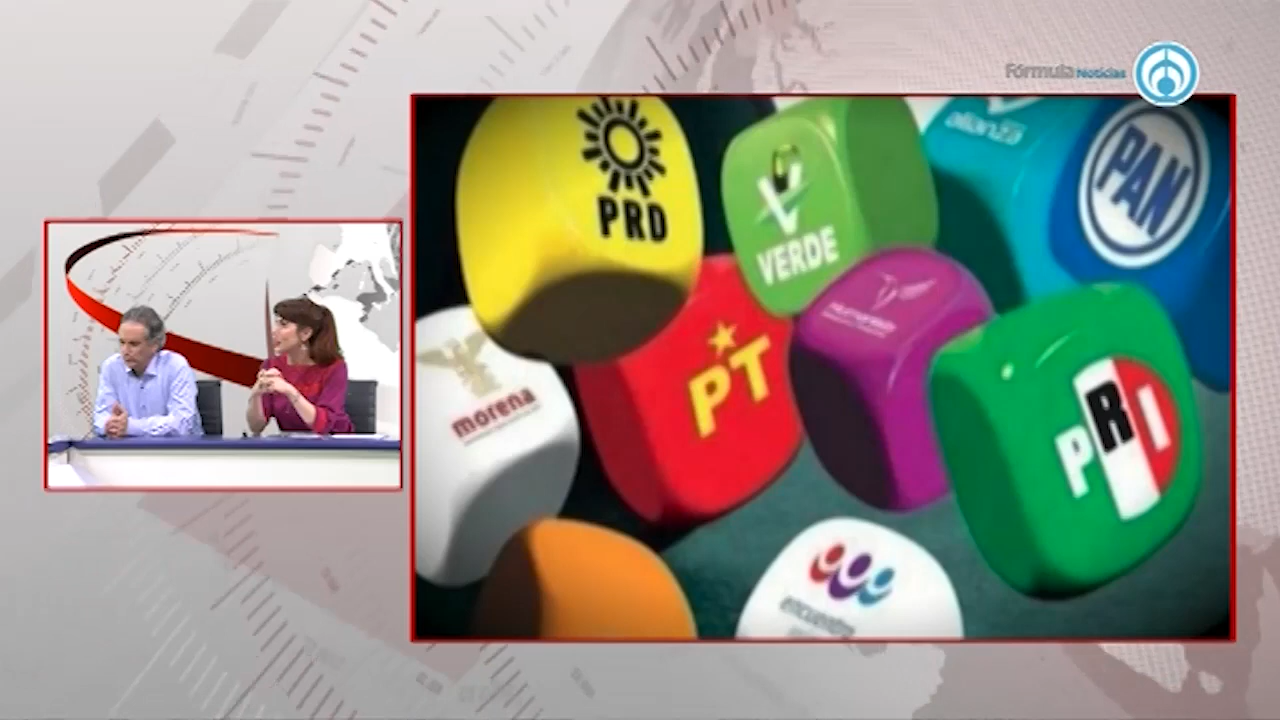 Fórmula Noticias
PRD
VERDE
alianza
PAN
morena
PT
PRI
encuentro